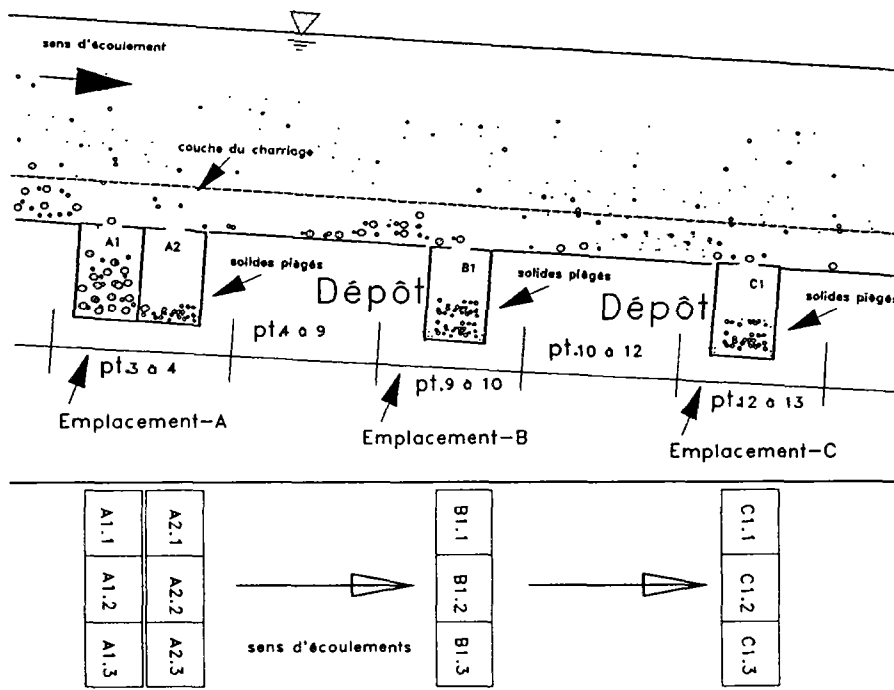 sens d'écoulement
couche du charriage
A1
A2
B1
C1
solides piégés
solides piégés
solides piégés
Dépôt
Dépôt
pt.3 à 4
pt.4 à 9
pt.9 à 10
pt.10 à 12
pt.12 à 13
Emplacement-A
Emplacement-B
Emplacement-C
A1.1
A2.1
B1.1
C1.1
A1.2
A2.2
B1.2
C1.2
A1.3
A2.3
B1.3
C1.3
sens d'écoulements